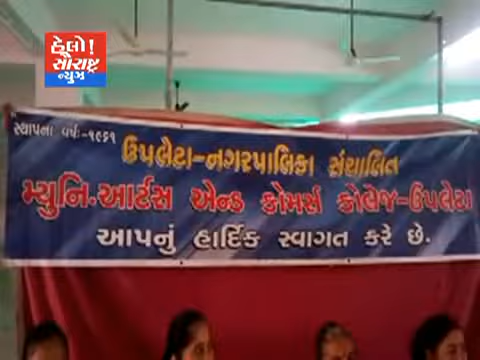 હેલો!
સૌરાષ્ટ્ર
ન્યુઝ
સ્થાપના વર્ષ:-૧૯૬૧
ઉપલેટા-નગરપાલિકા સંચાલિત
મ્યુનિ.આર્ટસ એન્ડ કોમર્સ કોલેજ-ઉપલેટા
આપનું હાર્દિક સ્વાગત કરે છે.